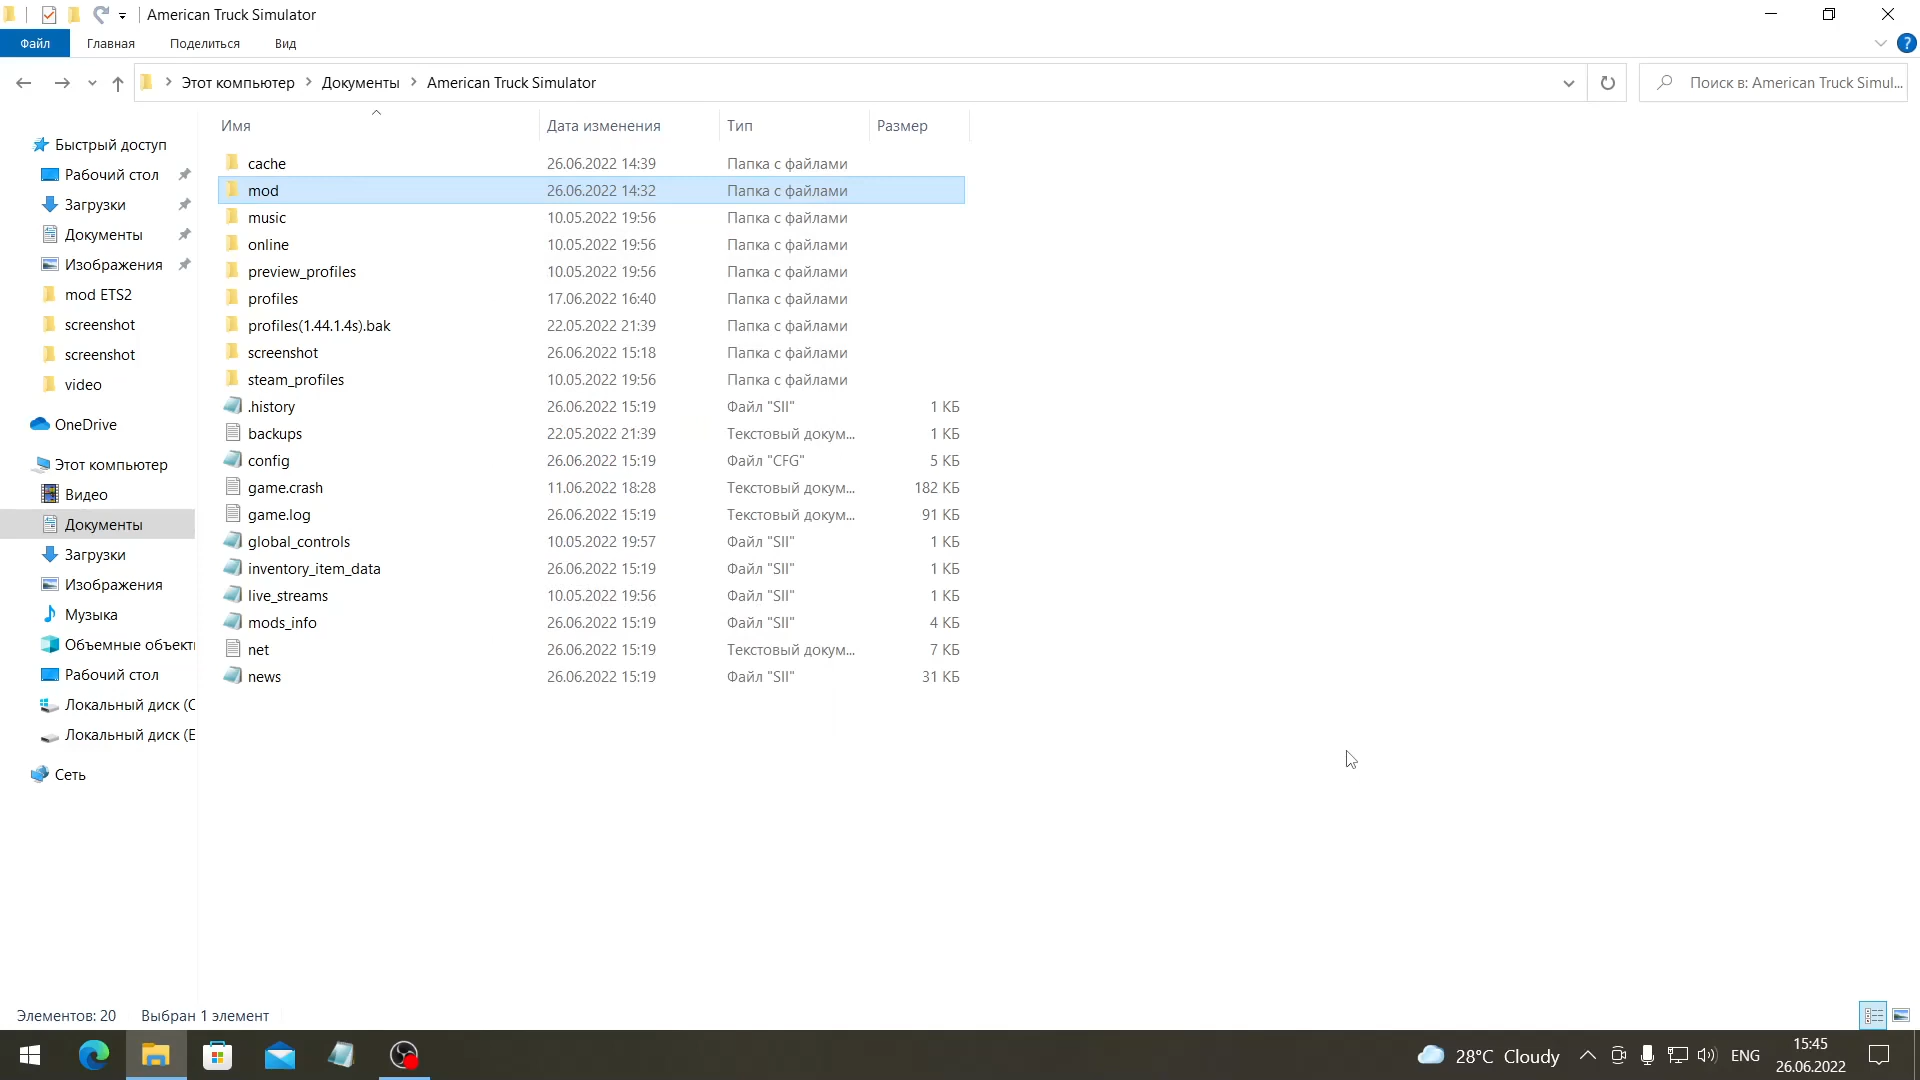 American Truck Simulator
Файл Главная Поделиться Вид
Этот компьютер Документы American Truck Simulator Поиск в: American Truck Simul...
Имя Дата изменения Тип Размер
Быстрый доступ
Рабочий стол
Загрузки
Документы
Изображения
mod ETS2
screenshot
screenshot
video
OneDrive
Этот компьютер
Видео
Документы
Загрузки
Изображения
Музыка
Объемные объект
Рабочий стол
Локальный диск (C
Локальный диск (E
Сеть
cache 26.06.2022 14:39 Папка с файлами
mod 26.06.2022 14:32 Папка с файлами
music 10.05.2022 19:56 Папка с файлами
online 10.05.2022 19:56 Папка с файлами
preview_profiles 10.05.2022 19:56 Папка с файлами
profiles 17.06.2022 16:40 Папка с файлами
profiles(1.44.1.4s).bak 22.05.2022 21:39 Папка с файлами
screenshot 26.06.2022 15:18 Папка с файлами
steam_profiles 10.05.2022 19:56 Папка с файлами
.history 26.06.2022 15:19 Файл "SII" 1 КБ
backups 22.05.2022 21:39 Текстовый докум... 1 КБ
config 26.06.2022 15:19 Файл "CFG" 5 КБ
game.crash 11.06.2022 18:28 Текстовый докум... 182 КБ
game.log 26.06.2022 15:19 Текстовый докум... 91 КБ
global_controls 10.05.2022 19:57 Файл "SII" 1 КБ
inventory_item_data 26.06.2022 15:19 Файл "SII" 1 КБ
live_streams 10.05.2022 19:56 Файл "SII" 1 КБ
mods_info 26.06.2022 15:19 Файл "SII" 4 КБ
net 26.06.2022 15:19 Текстовый докум... 7 КБ
news 26.06.2022 15:19 Файл "SII" 31 КБ
Элементов: 20 Выбран 1 элемент
28°C Cloudy ENG 15:45
26.06.2022